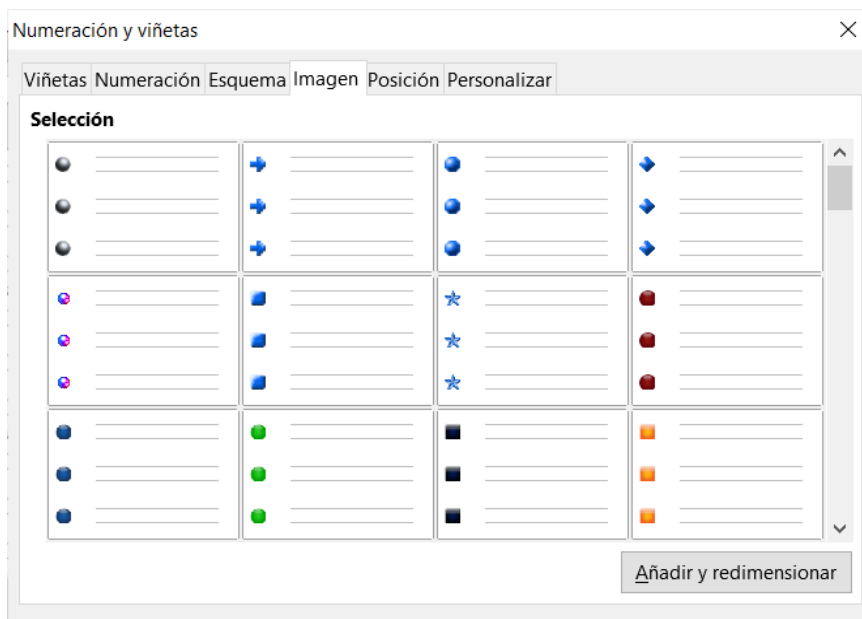 Numeración y viñetas
Viñetas Numeración Esquema Imagen Posición Personalizar
Selección
Añadir y redimensionar